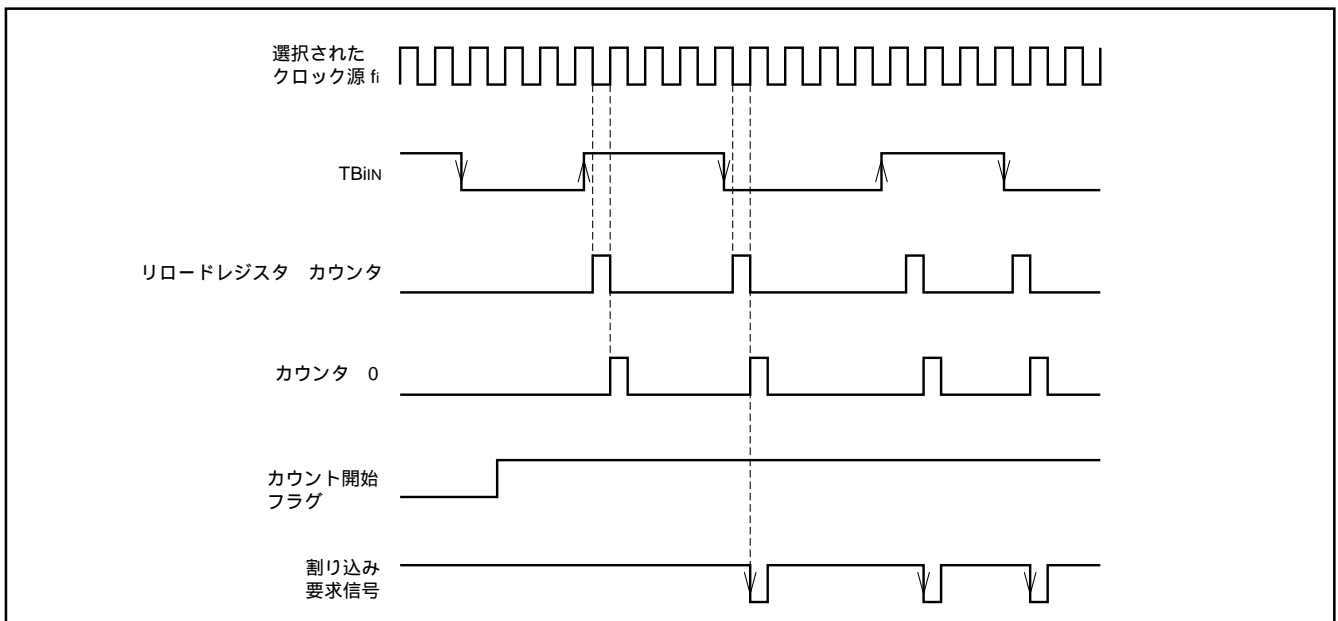 選択された
クロック源 fi
TBiIN
リロードレジスタ カウンタ
カウンタ 0
カウント開始
フラグ
割り込み
要求信号